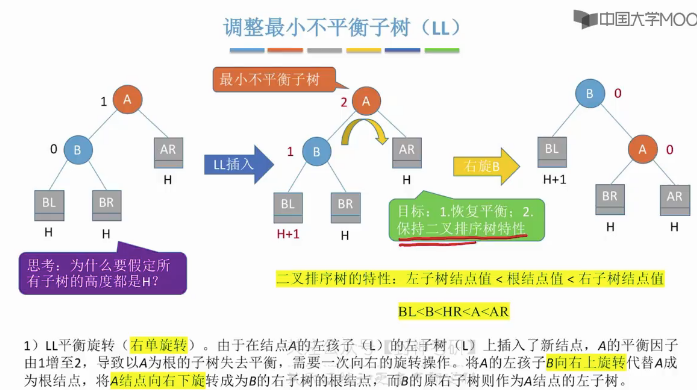 调整最小不平衡子树（LL）
中国大学MOO
最小不平衡子树
1
A
0
B
AR
H
BL
BR
H
H
LL插入
2
A
1
B
AR
H
BL
BR
H+1
H
右旋B
B
0
BL
H+1
A
0
BR
AR
H
H
目标：1.恢复平衡；2.
保持二叉排序树特性
思考：为什么要假定所
有子树的高度都是H？
二叉排序树的特性：左子树结点值 < 根结点值 < 右子树结点值
BL<B<HR<A<AR
1）LL平衡旋转（右单旋转）。由于在结点A的左孩子（L）的左子树（L）上插入了新结点，A的平衡因子
由1增至2，导致以A为根的子树失去平衡，需要一次向右的旋转操作。将A的左孩子B向右上旋转代替A成
为根结点，将A结点向右下旋转成为B的右子树的根结点，而B的原右子树则作为A结点的左子树。